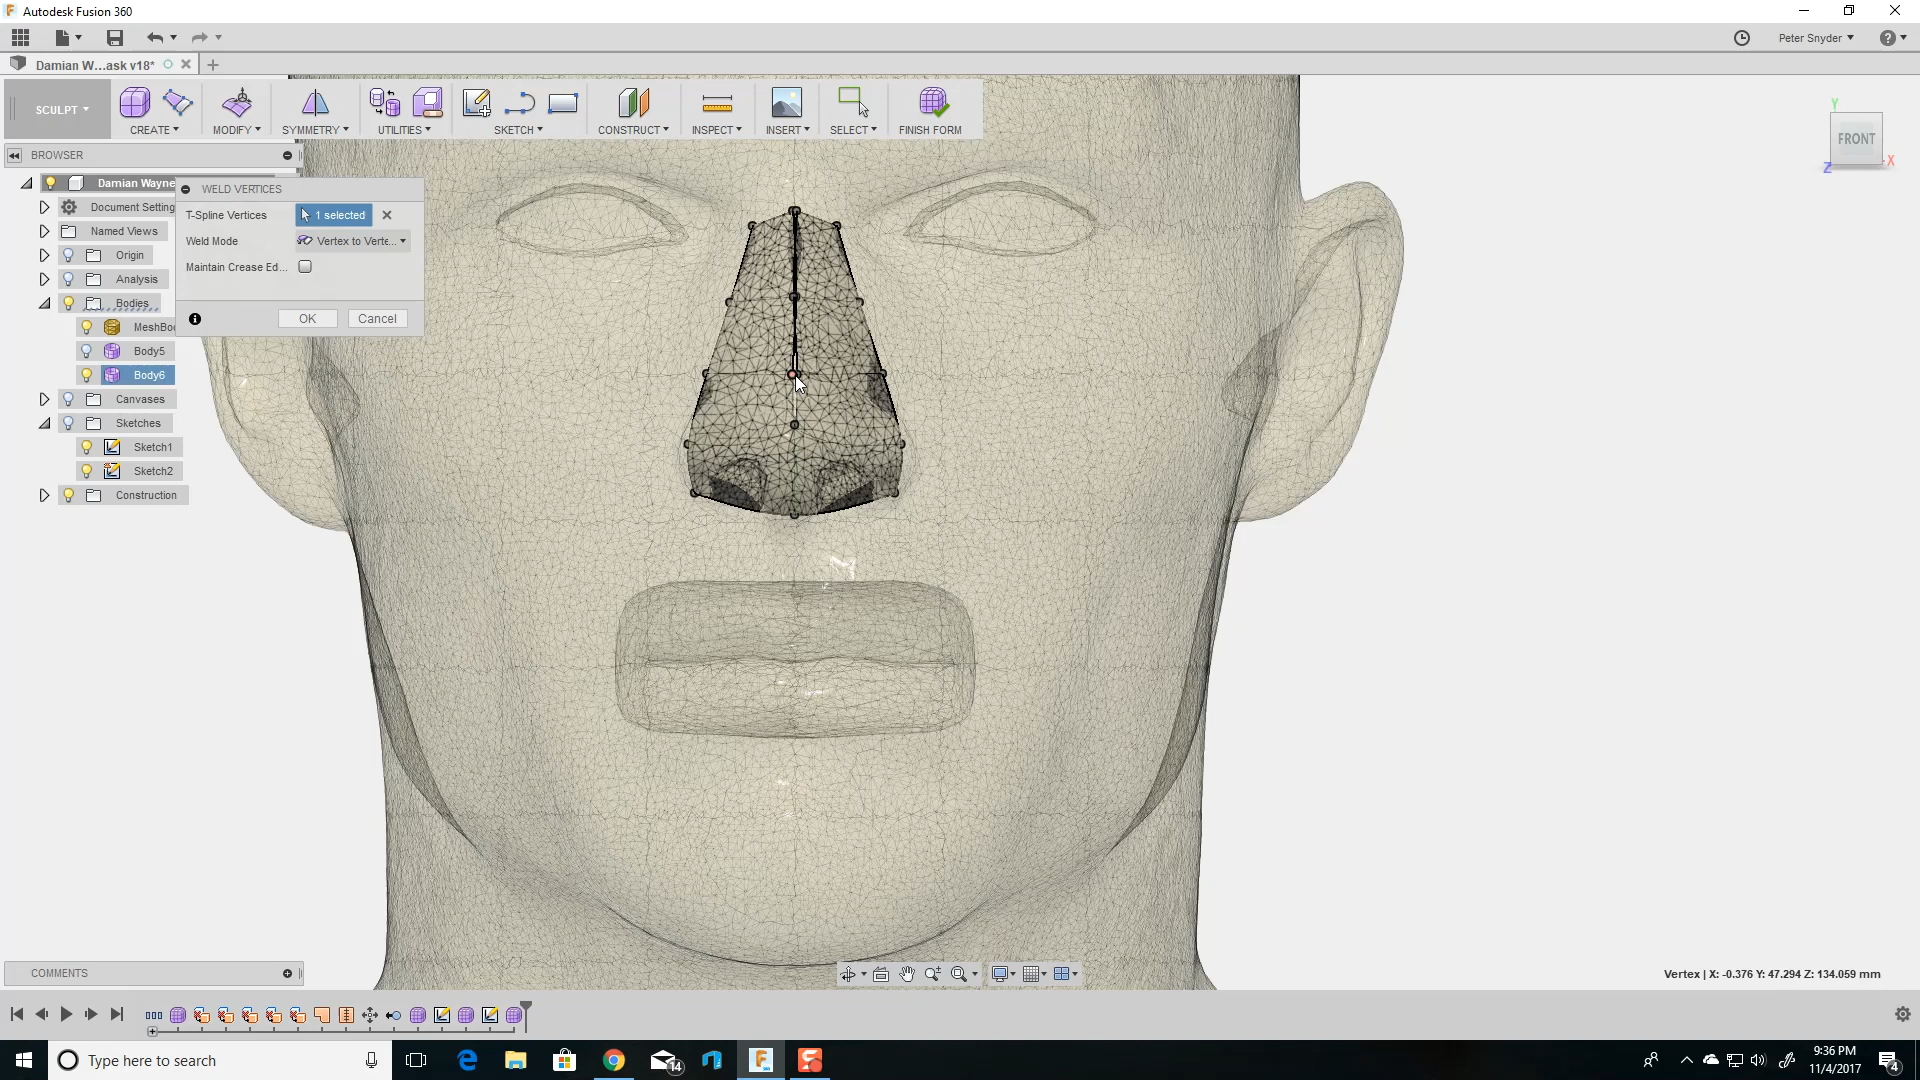 Autodesk Fusion 360
Peter Snyder
Damian W...ask v18*
SCULPT
CREATE
MODIFY
SYMMETRY
UTILITIES
SKETCH
CONSTRUCT
INSPECT
INSERT
SELECT
FINISH FORM
BROWSER
Damian Wayne
Document Setting
Named Views
Origin
Analysis
Bodies
MeshBo
Body5
Body6
Canvases
Sketches
Sketch1
Sketch2
Construction
WELD VERTICES
T-Spline Vertices
1 selected
Weld Mode
Vertex to Verte...
Maintain Crease Ed...
OK
Cancel
Y
FRONT
X
Z
COMMENTS
Vertex | X: -0.376 Y: 47.294 Z: 134.059 mm
Type here to search
14
9:36 PM
11/4/2017
4